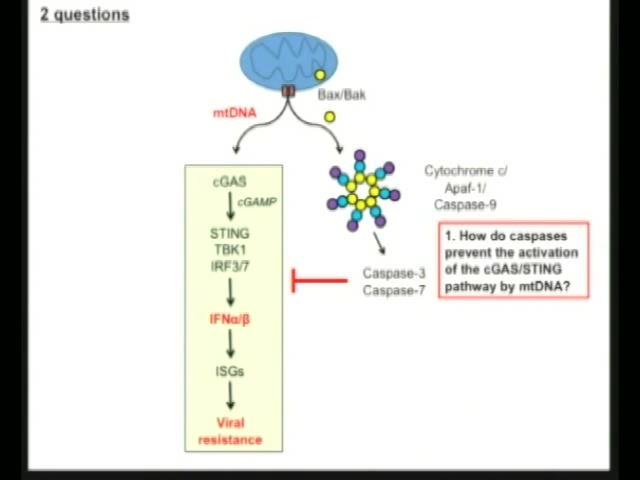 2 questions
Bax/Bak
mtDNA
cGAS
cGAMP
STING
TBK1
IRF3/7
IFNα/β
ISGs
Viral
resistance
Cytochrome c/
Apaf-1/
Caspase-9
Caspase-3
Caspase-7
1. How do caspases
prevent the activation
of the cGAS/STING
pathway by mtDNA?